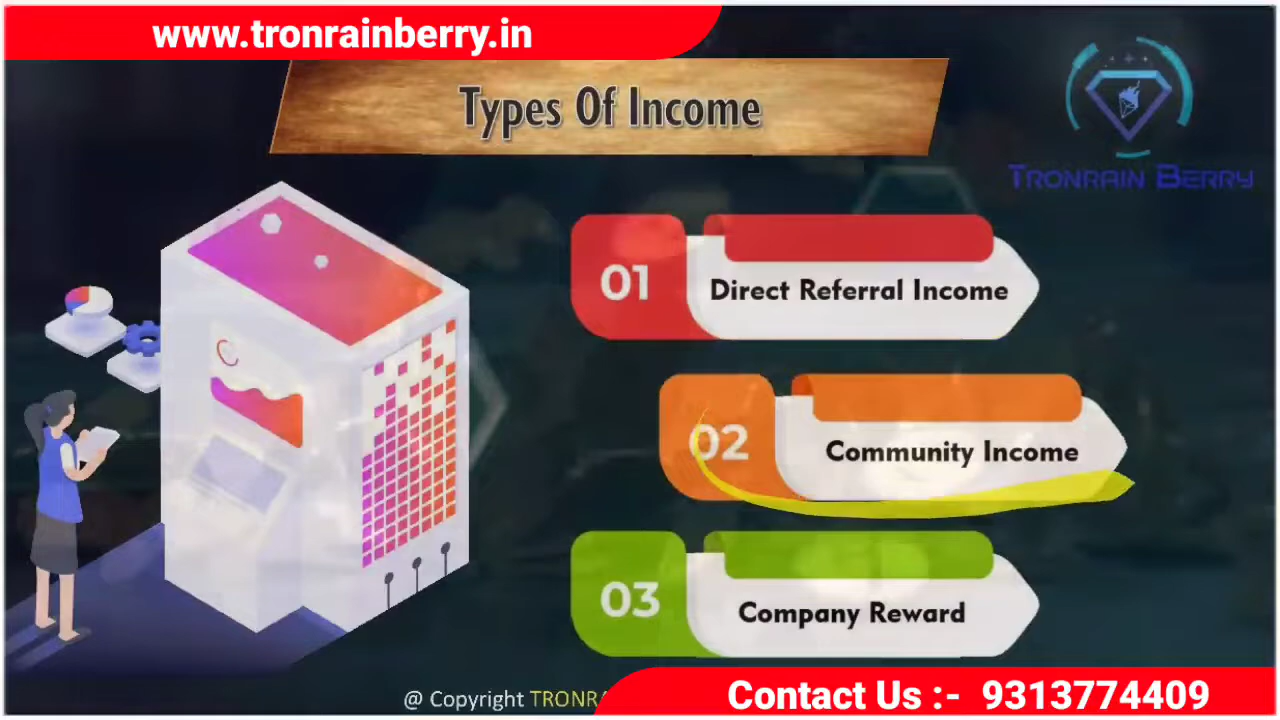 www.tronrainberry.in
Types Of Income
TRONRAIN BERRY
01
Direct Referral Income
02
Community Income
03
Company Reward
@ Copyright TRONR
Contact Us :- 9313774409